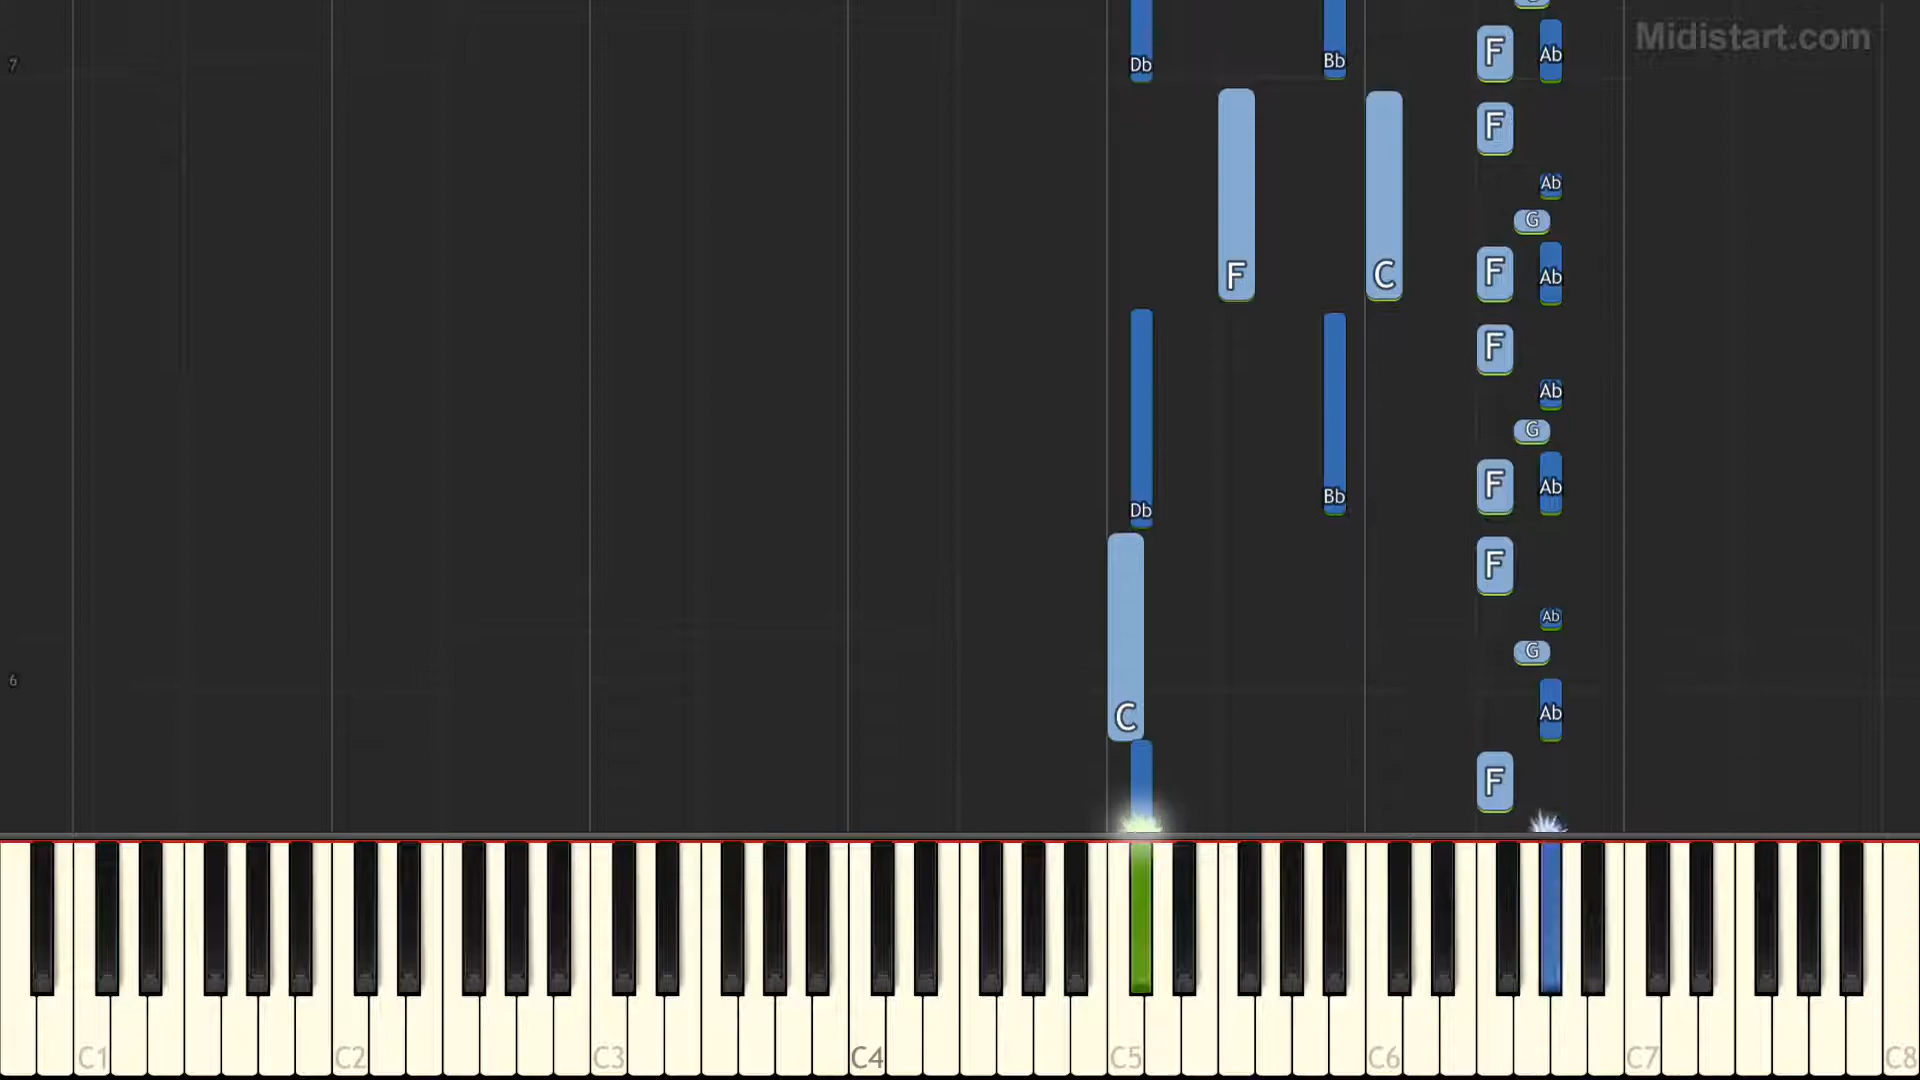 Midistart.com
F Ab
Db Bb
7
F
Ab
G
F C F Ab
F
Ab
G
F Ab
Db Bb
F
Ab
G
6
C Ab
F
C1 C2 C3 C4 C5 C6 C7 C8